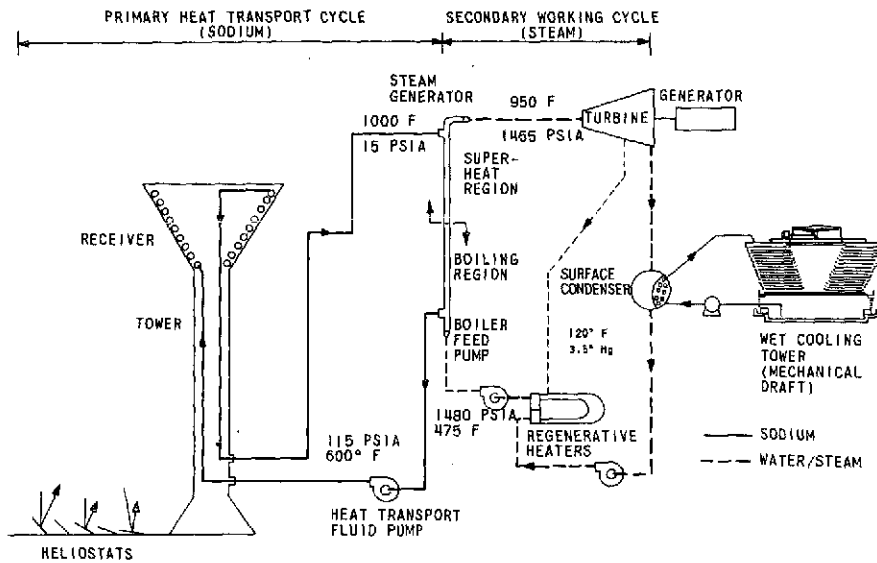 PRIMARY HEAT TRANSPORT CYCLE
(SODIUM)
SECONDARY WORKING CYCLE
(STEAM)
STEAM
GENERATOR
950 F
1465 PSIA
TURBINE
GENERATOR
1000 F
15 PSIA
SUPER-
HEAT
REGION
RECEIVER
BOILING
REGION
SURFACE
CONDENSER
TOWER
BOILER
FEED
PUMP
120° F
3.5" Hg
WET COOLING
TOWER
(MECHANICAL
DRAFT)
1480 PSIA
475 F
REGENERATIVE
HEATERS
115 PSIA
600° F
SODIUM
WATER/STEAM
HEAT TRANSPORT
FLUID PUMP
HELIOSTATS